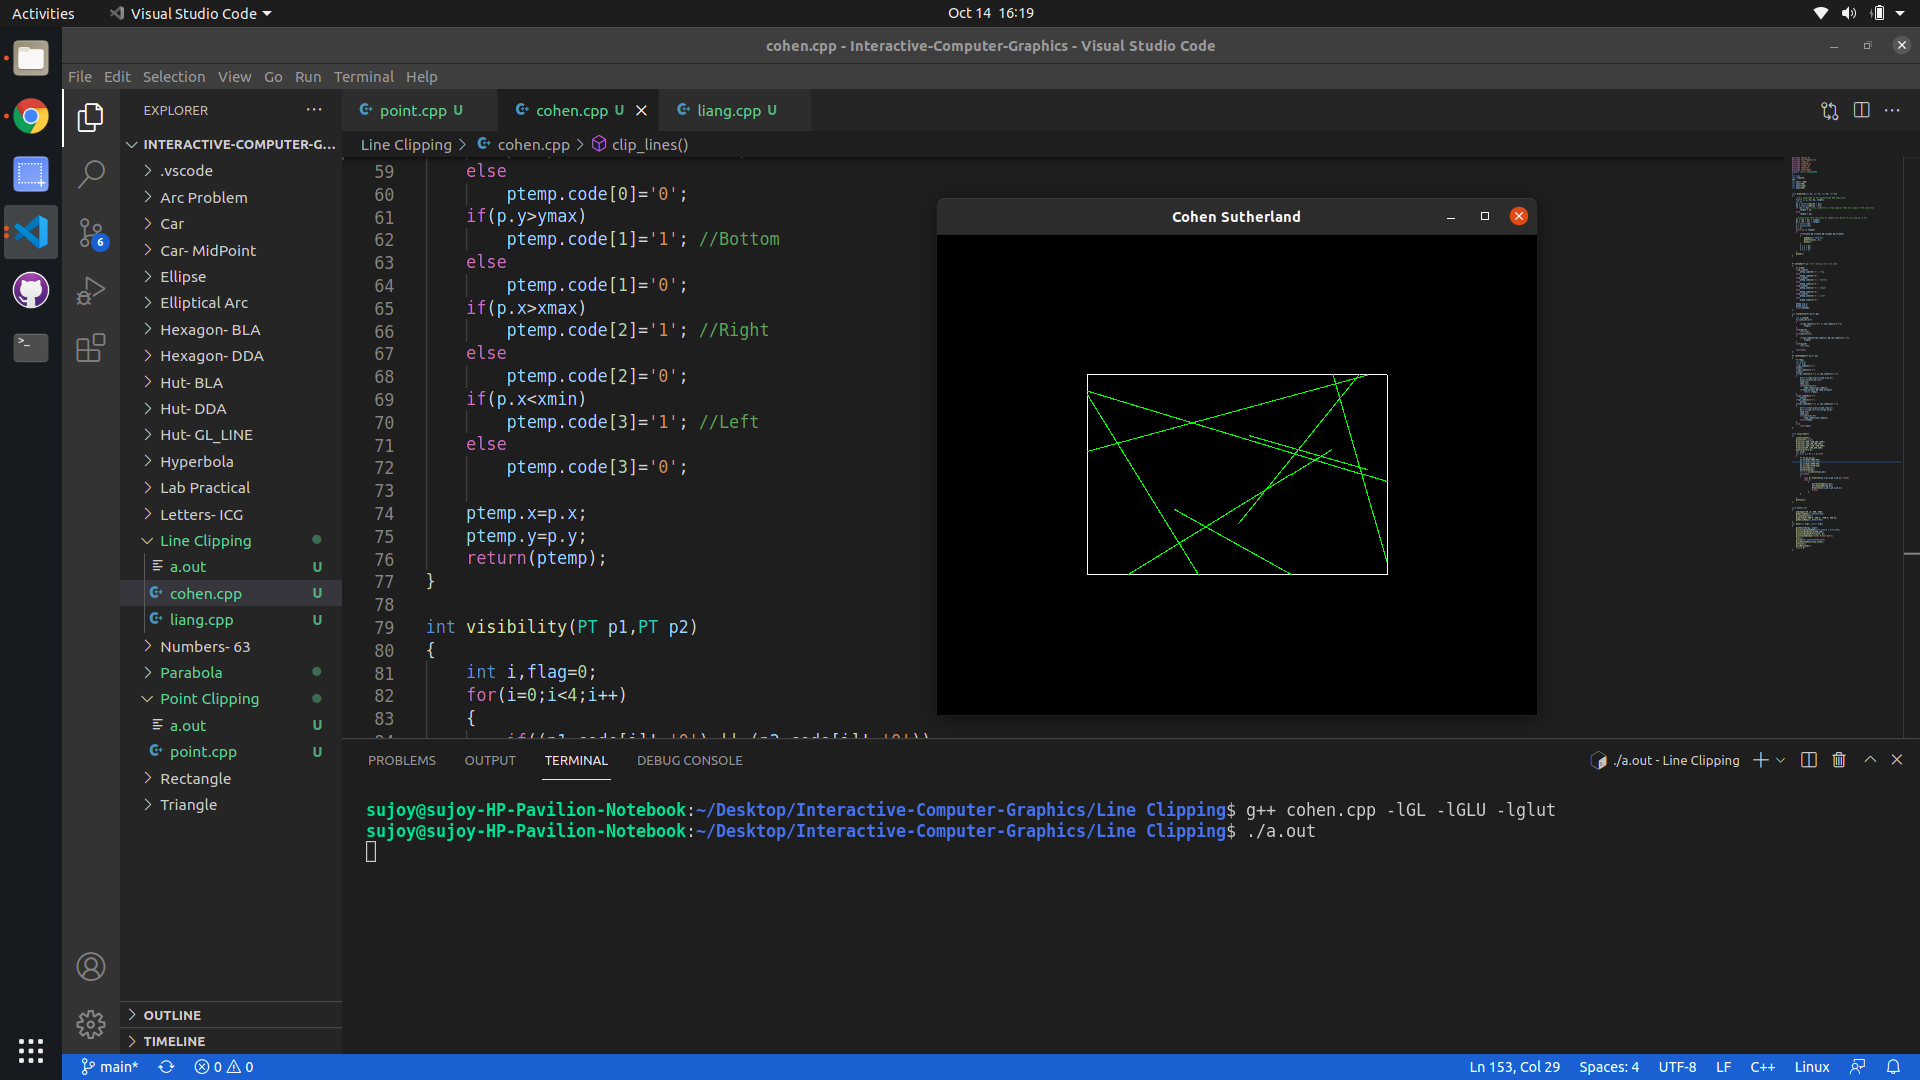 Activities
Visual Studio Code
Oct 14 16:19
cohen.cpp - Interactive-Computer-Graphics - Visual Studio Code
File Edit Selection View Go Run Terminal Help
EXPLORER
INTERACTIVE-COMPUTER-G...
.vscode
Arc Problem
Car
Car- MidPoint
Ellipse
Elliptical Arc
Hexagon- BLA
Hexagon- DDA
Hut- BLA
Hut- DDA
Hut- GL_LINE
Hyperbola
Lab Practical
Letters- ICG
Line Clipping
a.out U
cohen.cpp U
liang.cpp U
Numbers- 63
Parabola
Point Clipping
a.out U
point.cpp U
Rectangle
Triangle
OUTLINE
TIMELINE
6
point.cpp U
cohen.cpp U
liang.cpp U
Line Clipping > cohen.cpp > clip_lines()
59 else
60 ptemp.code[0]='0';
61 if(p.y>ymax)
62 ptemp.code[1]='1'; //Bottom
63 else
64 ptemp.code[1]='0';
65 if(p.x>xmax)
66 ptemp.code[2]='1'; //Right
67 else
68 ptemp.code[2]='0';
69 if(p.x<xmin)
70 ptemp.code[3]='1'; //Left
71 else
72 ptemp.code[3]='0';
73
74 ptemp.x=p.x;
75 ptemp.y=p.y;
76 return(ptemp);
77 }
78
79 int visibility(PT p1,PT p2)
80 {
81 int i,flag=0;
82 for(i=0;i<4;i++)
83 {
Cohen Sutherland
PROBLEMS OUTPUT TERMINAL DEBUG CONSOLE
./a.out - Line Clipping
sujoy@sujoy-HP-Pavilion-Notebook:~/Desktop/Interactive-Computer-Graphics/Line Clipping$ g++ cohen.cpp -lGL -lGLU -lglut
sujoy@sujoy-HP-Pavilion-Notebook:~/Desktop/Interactive-Computer-Graphics/Line Clipping$ ./a.out
main* 0 0
Ln 153, Col 29 Spaces: 4 UTF-8 LF C++ Linux